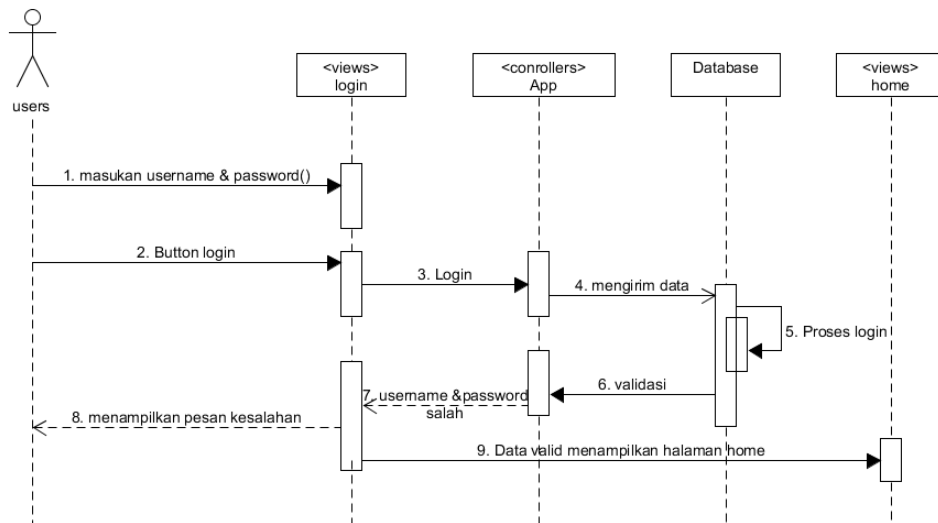 users
<views>
login
<conrollers>
App
Database
<views>
home
1. masukan username & password()
2. Button login
3. Login
4. mengirim data
5. Proses login
6. validasi
7. username &password
salah
8. menampilkan pesan kesalahan
9. Data valid menampilkan halaman home